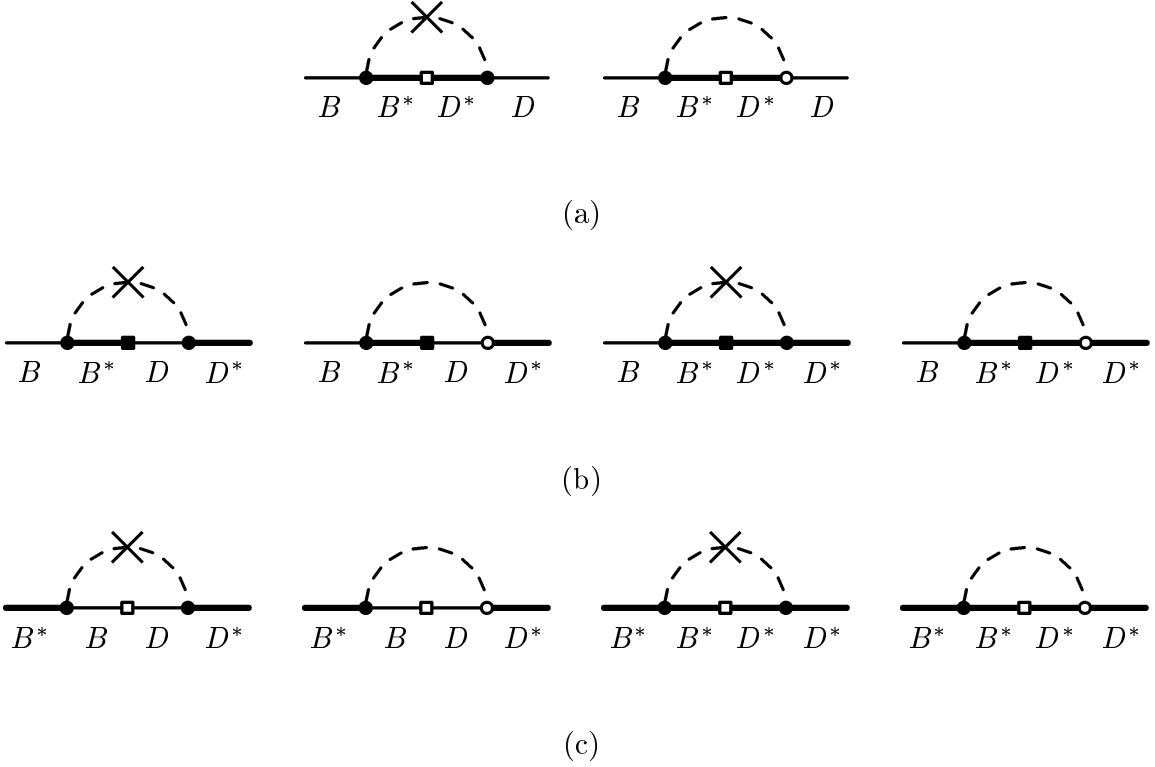 B B* D* D B B* D* D
(a)
B B* D D* B B* D D* B B* D* D* B B* D* D*
(b)
B* B D D* B* B D D* B* B* D* D* B* B* D* D*
(c)